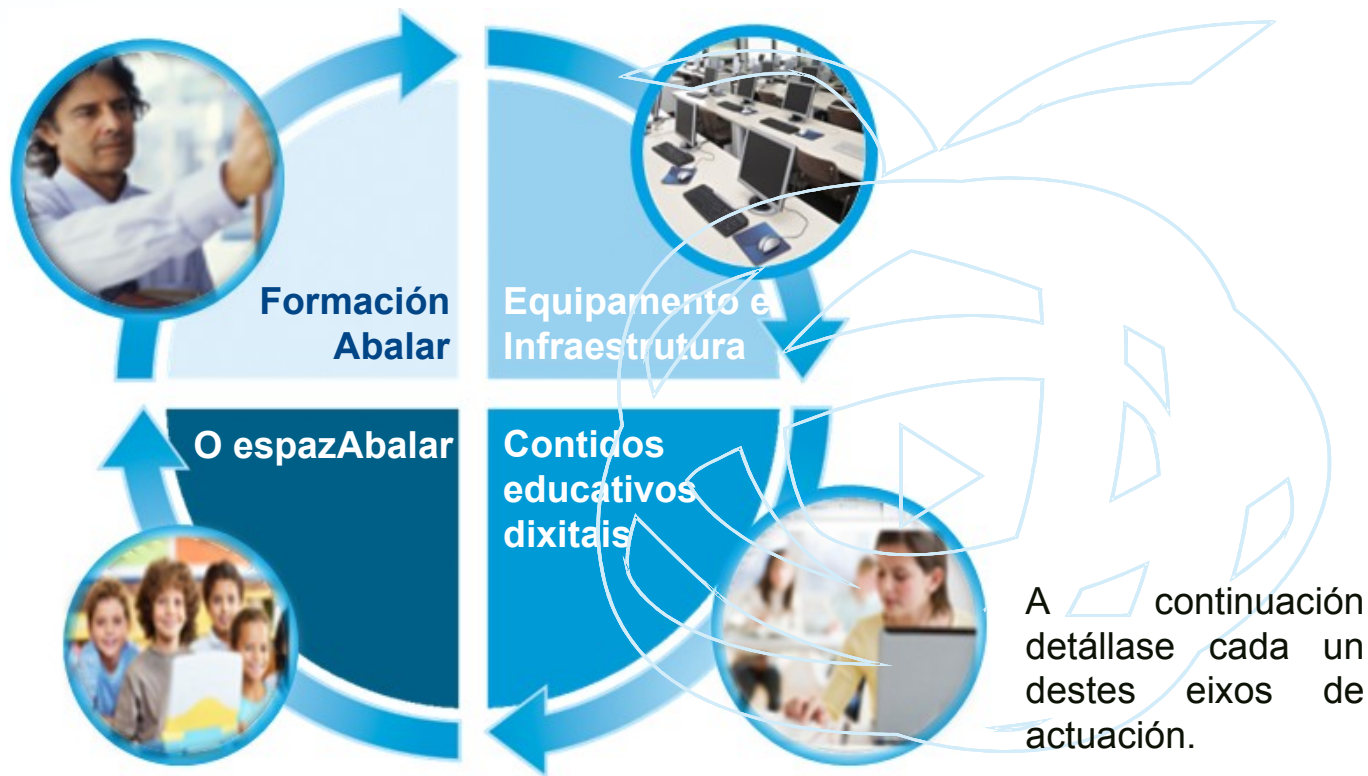 Formación
Abalar
Equipamento e
Infraestrutura
O espazAbalar
Contidos
educativos
dixitais
A continuación
detállase cada un
destes eixos de
actuación.